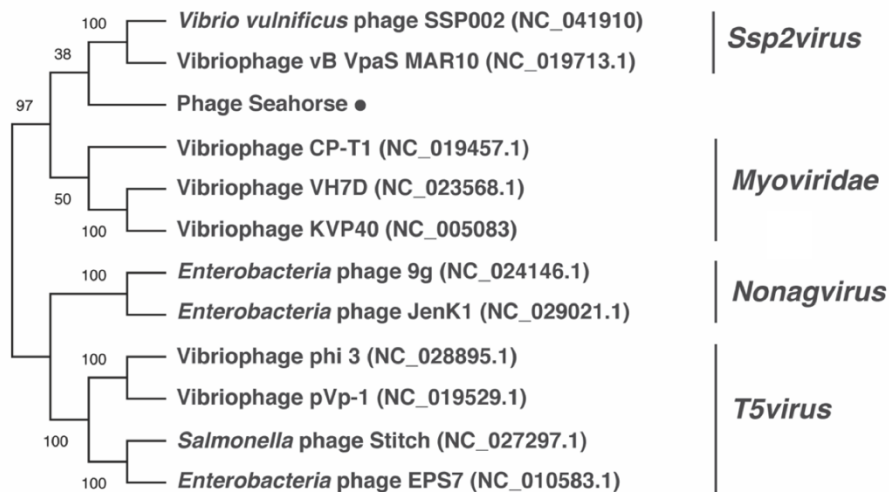 100 Vibrio vulnificus phage SSP002 (NC_041910)
Ssp2virus
38 Vibriophage vB VpaS MAR10 (NC_019713.1)
97 Phage Seahorse ●
Vibriophage CP-T1 (NC_019457.1)
50 Vibriophage VH7D (NC_023568.1)
Myoviridae
100 Vibriophage KVP40 (NC_005083)
100 Enterobacteria phage 9g (NC_024146.1)
Nonagvirus
Enterobacteria phage JenK1 (NC_029021.1)
100 Vibriophage phi 3 (NC_028895.1)
Vibriophage pVp-1 (NC_019529.1)
T5virus
100 Salmonella phage Stitch (NC_027297.1)
100 Enterobacteria phage EPS7 (NC_010583.1)